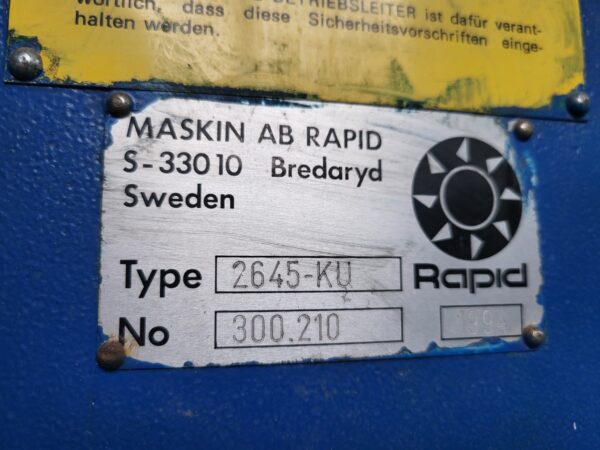 BETRIEBSLEITER ist dafür verant-
wortlich, dass diese Sicherheitsvorschriften einge-
halten werden.
MASKIN AB RAPID
S-33010 Bredaryd
Sweden
Type 2645-KU
Rapid
No 300.210